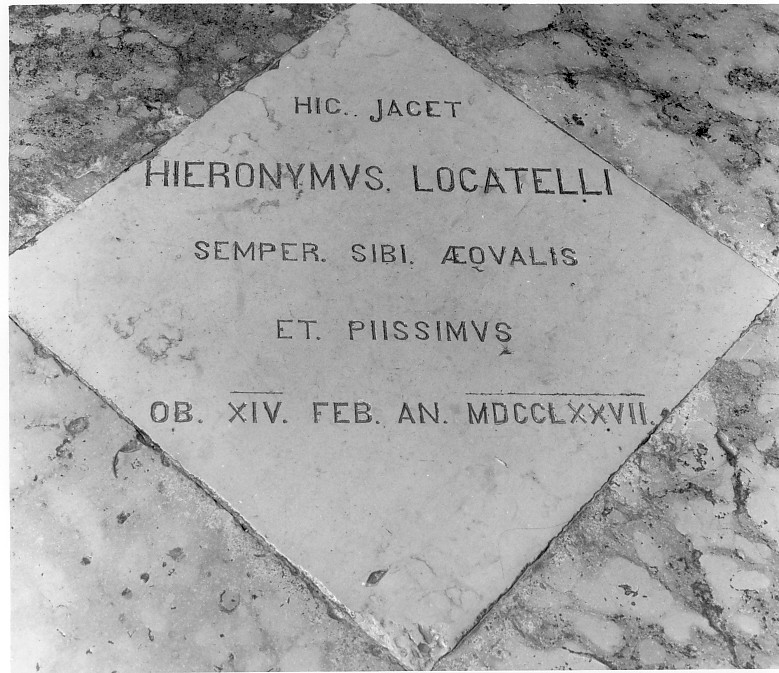 HIC.. JACET
HIERONYMVS. LOCATELLI
SEMPER. SIBI. ÆQVALIS
ET. PIISSIMVS
OB. XIV. FEB. AN. MDCCLXXVII.